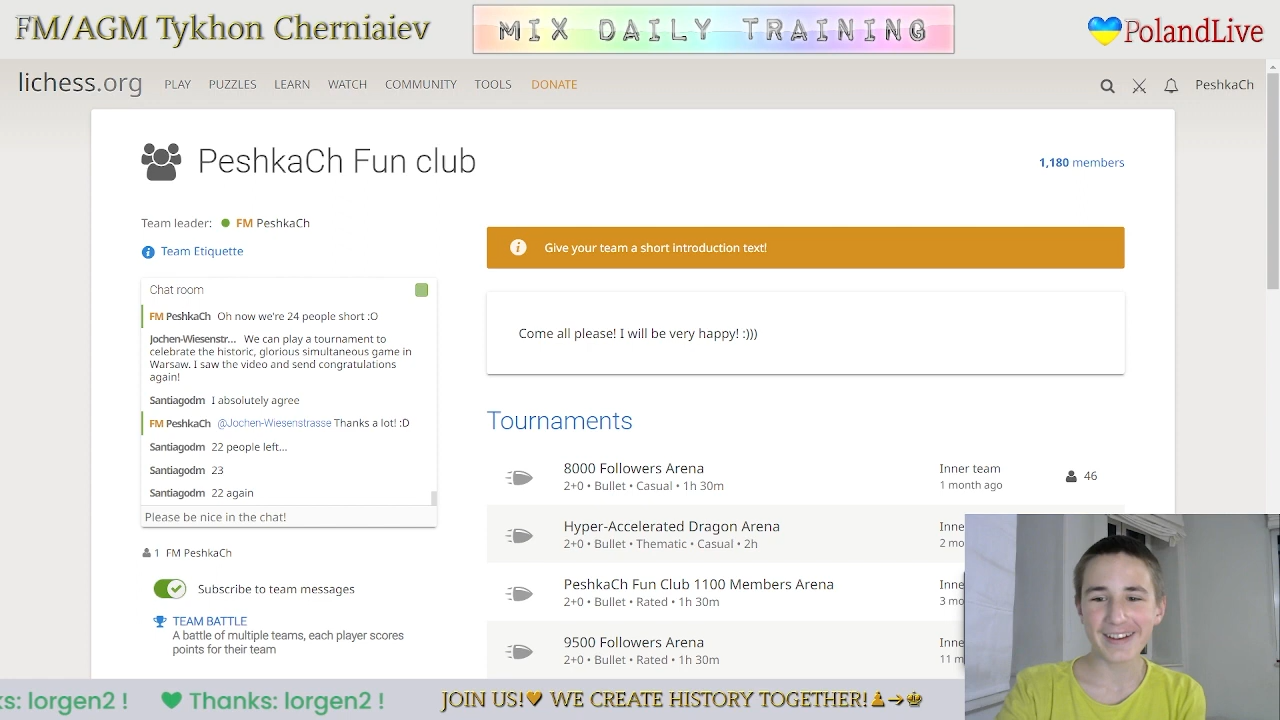 FM/AGM Tykhon Cherniaiev
MIX DAILY TRAINING
PolandLive
lichess.org PLAY PUZZLES LEARN WATCH COMMUNITY TOOLS DONATE PeshkaCh
PeshkaCh Fun club
1,180 members
Team leader: FM PeshkaCh
Team Etiquette
Chat room
FM PeshkaCh Oh now we're 24 people short :O
Jochen-Wiesenstr... We can play a tournament to
celebrate the historic, glorious simultaneous game in
Warsaw. I saw the video and send congratulations
again!
Santiagodm I absolutely agree
FM PeshkaCh @Jochen-Wiesenstrasse Thanks a lot! :D
Santiagodm 22 people left...
Santiagodm 23
Santiagodm 22 again
Please be nice in the chat!
1 FM PeshkaCh
Subscribe to team messages
TEAM BATTLE
A battle of multiple teams, each player scores
points for their team
Give your team a short introduction text!
Come all please! I will be very happy! :)))
Tournaments
8000 Followers Arena
2+0 • Bullet • Casual • 1h 30m
Inner team
1 month ago
46
Hyper-Accelerated Dragon Arena
2+0 • Bullet • Thematic • Casual • 2h
Inne
2 mo
PeshkaCh Fun Club 1100 Members Arena
2+0 • Bullet • Rated • 1h 30m
Inne
3 mo
9500 Followers Arena
2+0 • Bullet • Rated • 1h 30m
Inne
11 m
ks: lorgen2 ! Thanks: lorgen2 ! JOIN US! WE CREATE HISTORY TOGETHER!